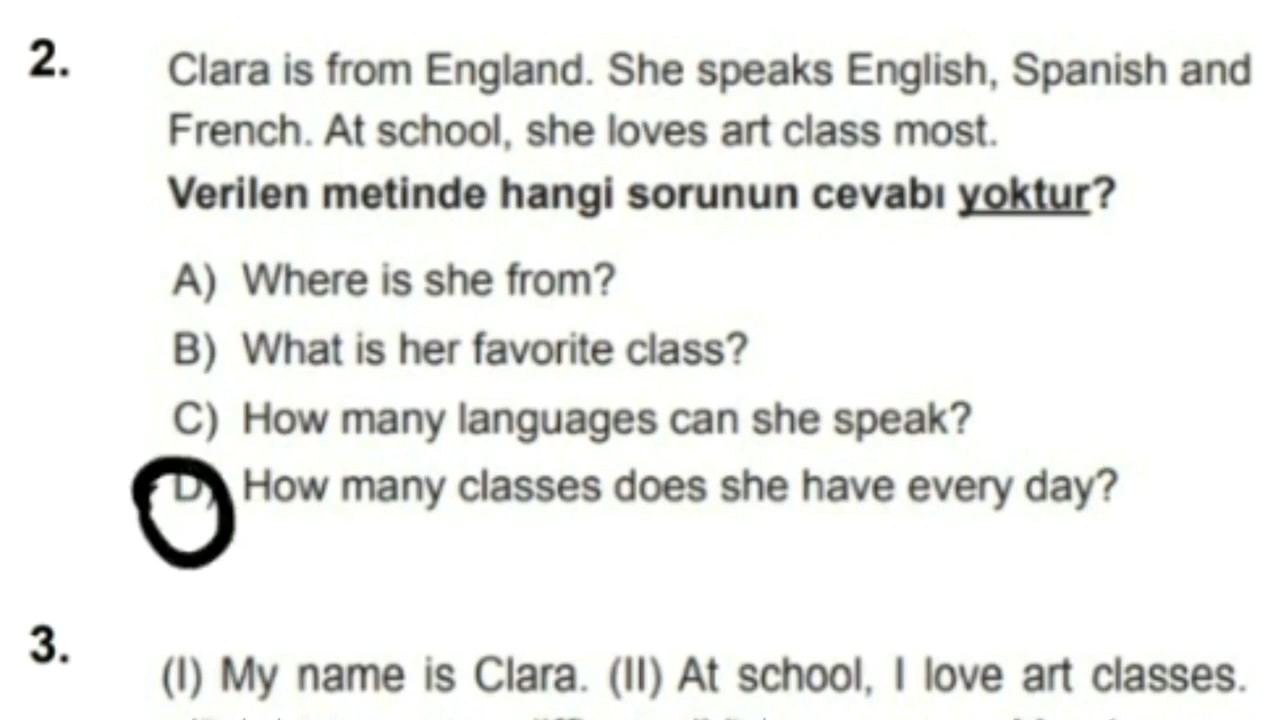 2.
Clara is from England. She speaks English, Spanish and
French. At school, she loves art class most.
Verilen metinde hangi sorunun cevabı yoktur?
A) Where is she from?
B) What is her favorite class?
C) How many languages can she speak?
D) How many classes does she have every day?
3.
(I) My name is Clara. (II) At school, I love art classes.